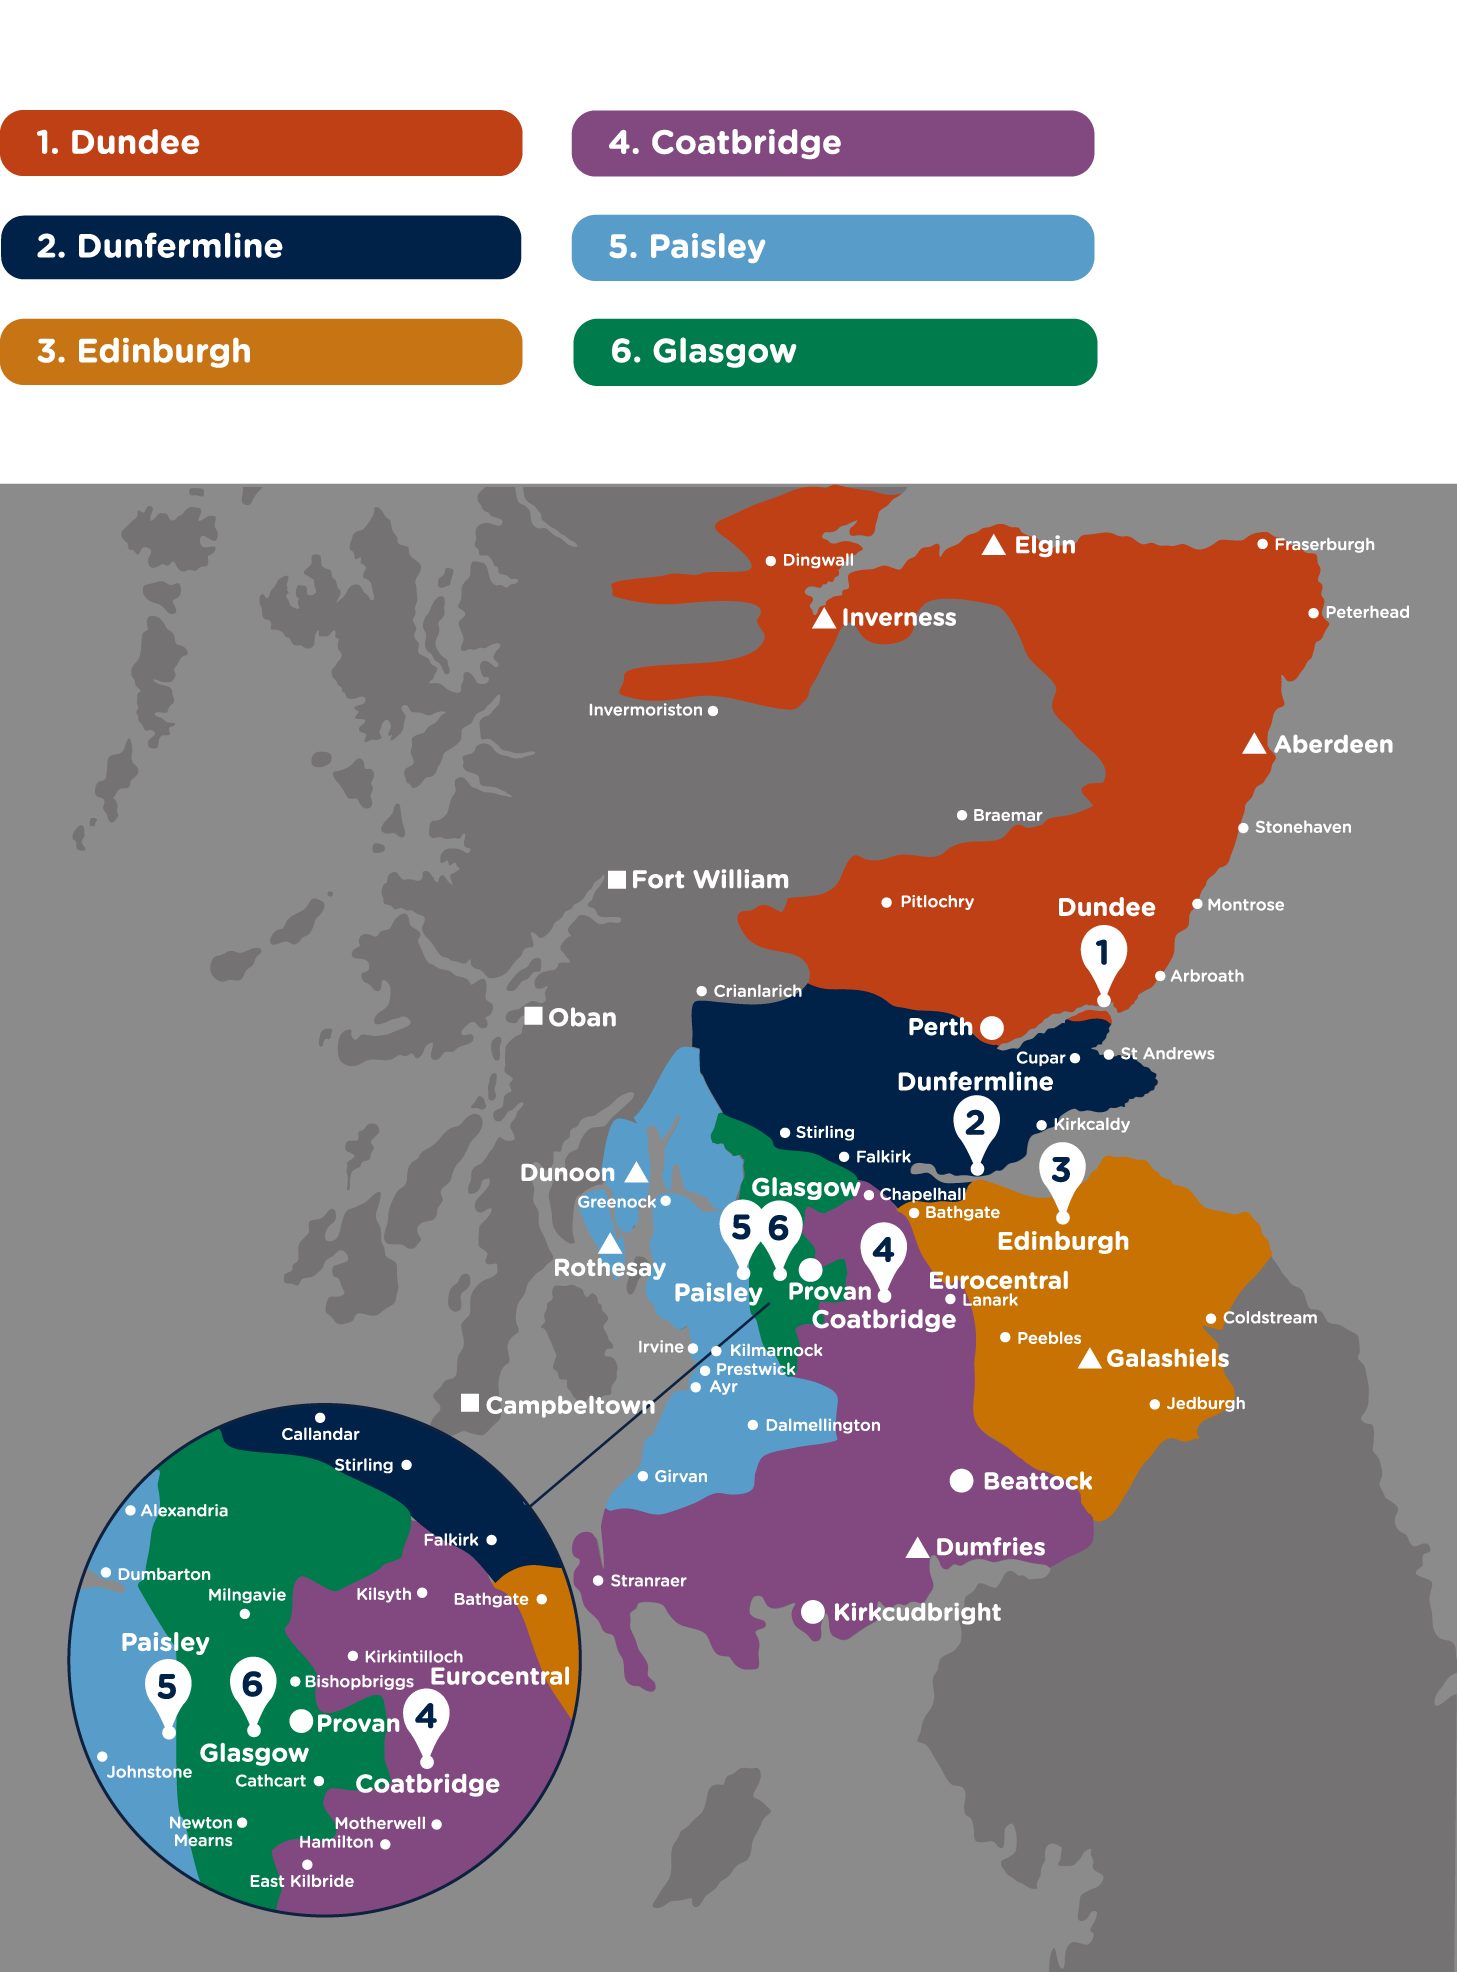 1. Dundee
2. Dunfermline
3. Edinburgh
4. Coatbridge
5. Paisley
6. Glasgow
Elgin
Fraserburgh
Dingwall
Inverness
Peterhead
Invermoriston
Aberdeen
Braemar
Stonehaven
Fort William
Pitlochry
Dundee
Montrose
1
Arbroath
Crianlarich
Oban
Perth
Cupar
St Andrews
Dunfermline
2
Kirkcaldy
Stirling
Falkirk
3
Dunoon
Glasgow
Chapelhall
Greenock
Bathgate
5
6
4
Edinburgh
Rothesay
Eurocentral
Paisley
Provan
Lanark
Coatbridge
Coldstream
Peebles
Irvine
Kilmarnock
Galashiels
Prestwick
Ayr
Campbeltown
Jedburgh
Dalmellington
Girvan
Beattock
Dumfries
Stranraer
Kirkcudbright
Callandar
Stirling
Alexandria
Falkirk
Dumbarton
Milngavie
Kilsyth
Bathgate
Paisley
Kirkintilloch
Eurocentral
Bishopbriggs
5
6
4
Provan
Glasgow
Johnstone
Cathcart
Coatbridge
Newton
Mearns
Motherwell
Hamilton
East Kilbride